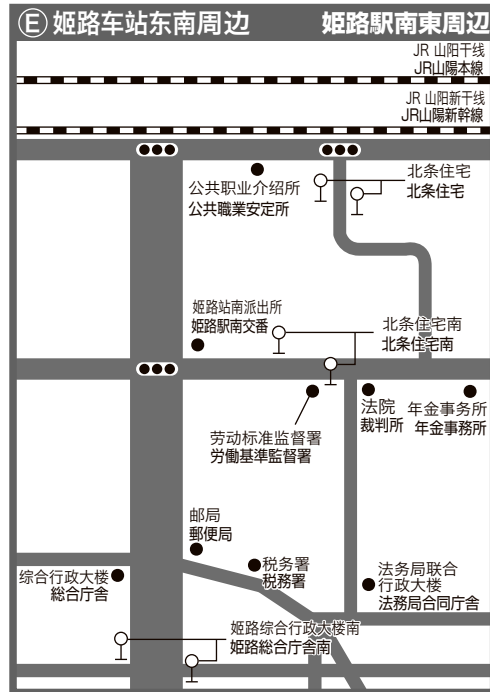 Ⓔ姬路车站东南周边 姫路駅南東周辺
JR 山阳干线
JR山陽本線
JR 山阳新干线
JR山陽新幹線
北条住宅
北条住宅
公共职业介绍所
公共職業安定所
姬路站南派出所
姫路駅南交番
北条住宅南
北条住宅南
法院
裁判所
年金事务所
年金事務所
劳动标准监督署
労働基準監督署
邮局
郵便局
税务署
税務署
综合行政大楼
総合庁舎
法务局联合
行政大楼
法務局合同庁舎
姬路综合行政大楼南
姫路総合庁舎南